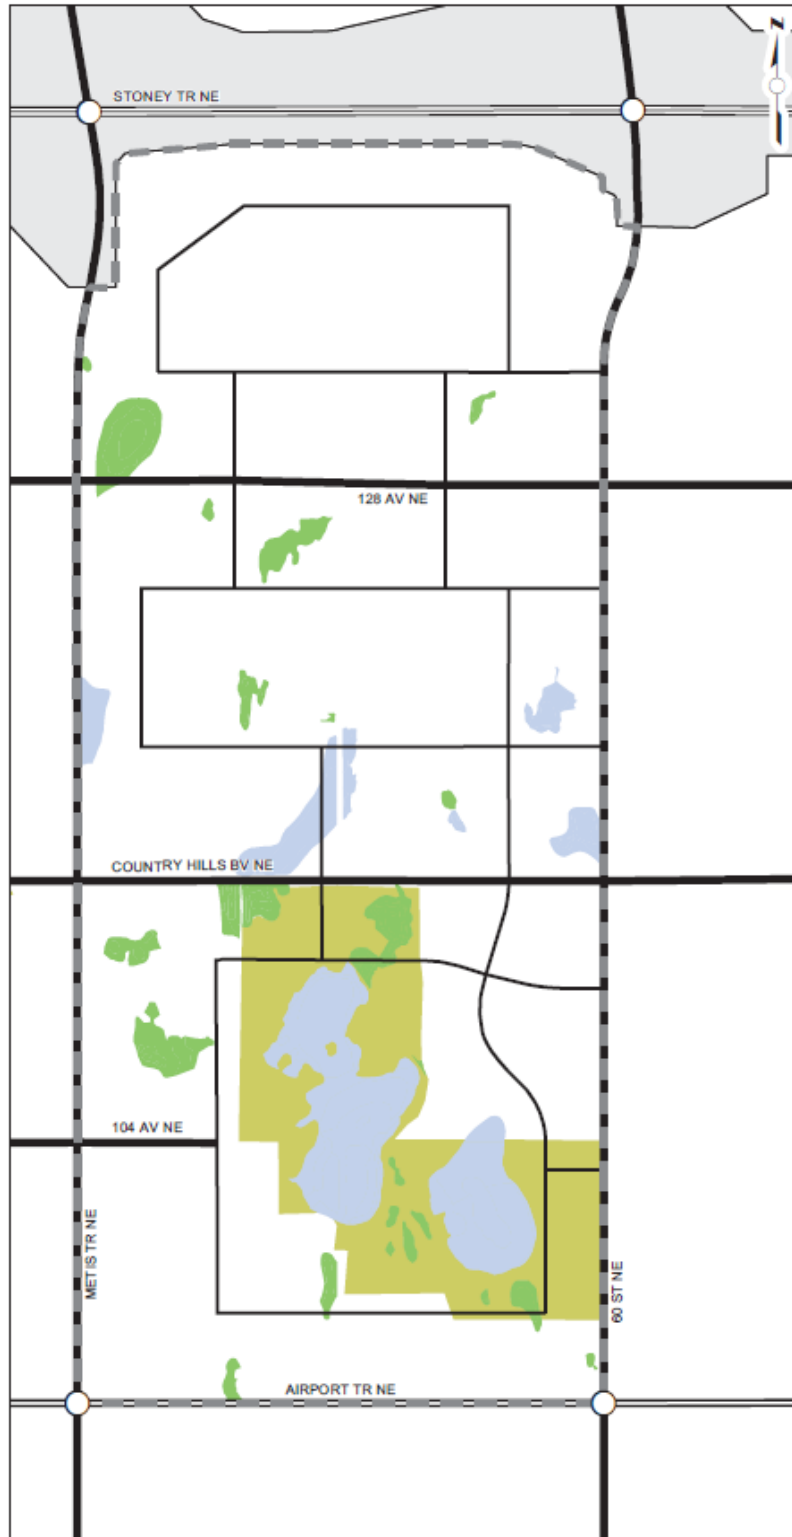 N
STONEY TR NE
128 AV NE
COUNTRY HILLS BV NE
104 AV NE
METIS TR NE
60 ST NE
AIRPORT TR NE